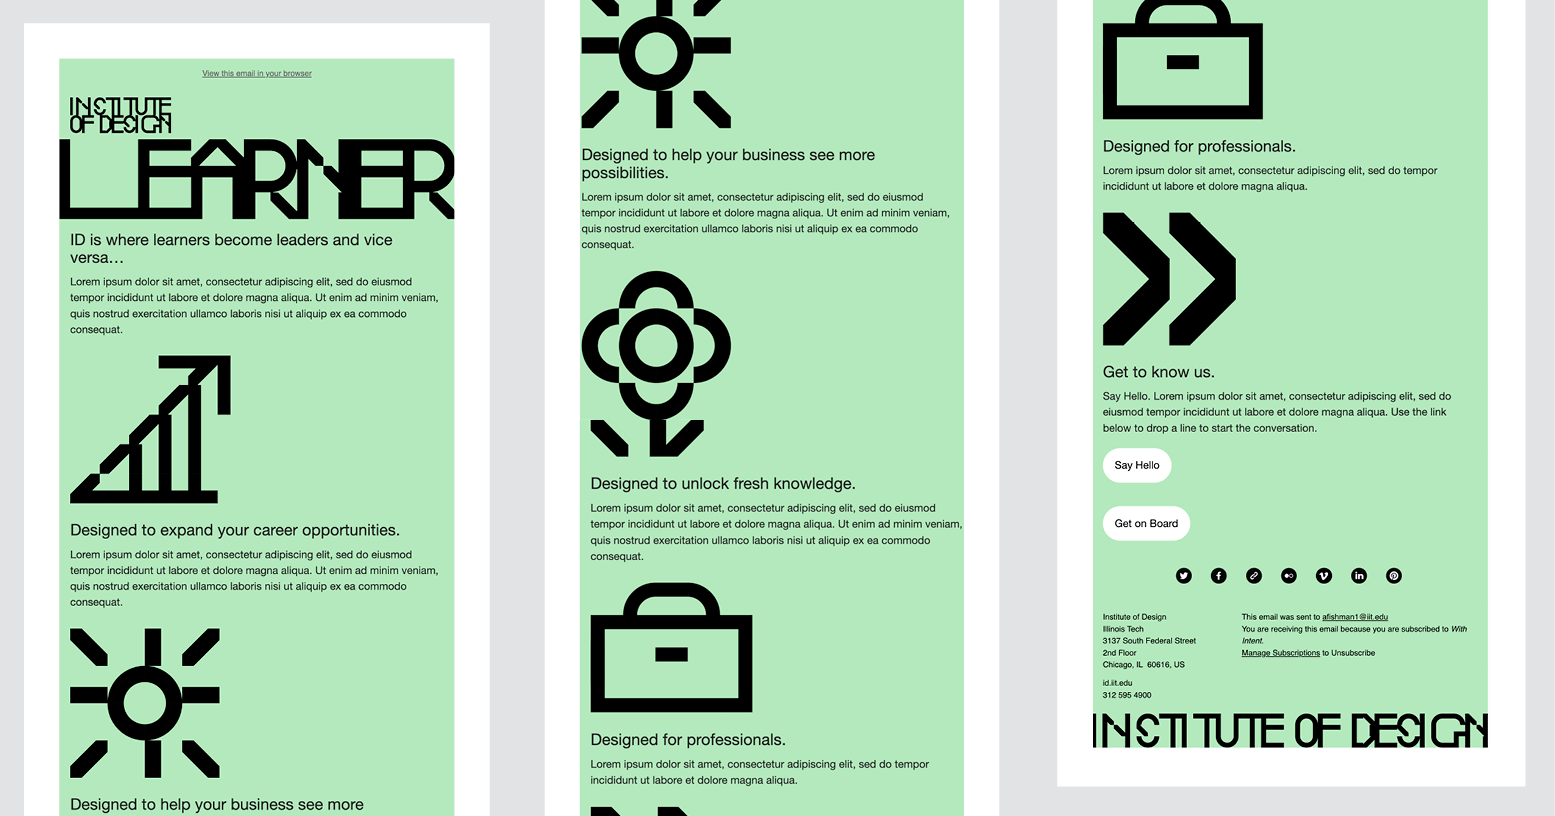 View this email in your browser
INSTITUTE
OF DESIGN
LEARNER
ID is where learners become leaders and vice
versa…
Lorem ipsum dolor sit amet, consectetur adipiscing elit, sed do eiusmod
tempor incididunt ut labore et dolore magna aliqua. Ut enim ad minim veniam,
quis nostrud exercitation ullamco laboris nisi ut aliquip ex ea commodo
consequat.
Designed to expand your career opportunities.
Lorem ipsum dolor sit amet, consectetur adipiscing elit, sed do eiusmod
tempor incididunt ut labore et dolore magna aliqua. Ut enim ad minim veniam,
quis nostrud exercitation ullamco laboris nisi ut aliquip ex ea commodo
consequat.
Designed to help your business see more
Designed to help your business see more
possibilities.
Lorem ipsum dolor sit amet, consectetur adipiscing elit, sed do eiusmod
tempor incididunt ut labore et dolore magna aliqua. Ut enim ad minim veniam,
quis nostrud exercitation ullamco laboris nisi ut aliquip ex ea commodo
consequat.
Designed to unlock fresh knowledge.
Lorem ipsum dolor sit amet, consectetur adipiscing elit, sed do eiusmod
tempor incididunt ut labore et dolore magna aliqua. Ut enim ad minim veniam,
quis nostrud exercitation ullamco laboris nisi ut aliquip ex ea commodo
consequat.
Designed for professionals.
Lorem ipsum dolor sit amet, consectetur adipiscing elit, sed do tempor
incididunt ut labore et dolore magna aliqua.
Designed for professionals.
Lorem ipsum dolor sit amet, consectetur adipiscing elit, sed do tempor
incididunt ut labore et dolore magna aliqua.
Get to know us.
Say Hello. Lorem ipsum dolor sit amet, consectetur adipiscing elit, sed do
eiusmod tempor incididunt ut labore et dolore magna aliqua. Use the link
below to drop a line to start the conversation.
Say Hello
Get on Board
Institute of Design
Illinois Tech
3137 South Federal Street
2nd Floor
Chicago, IL 60616, US
id.iit.edu
312 595 4900
This email was sent to afishman1@iit.edu
You are receiving this email because you are subscribed to With
Intent.
Manage Subscriptions to Unsubscribe
INSTITUTE OF DESIGN